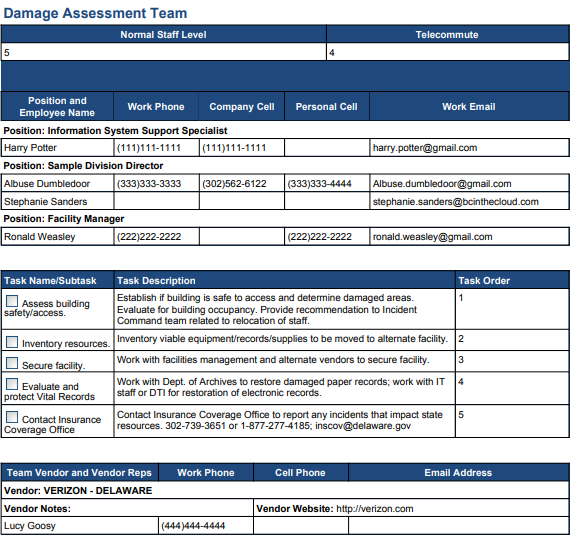 Damage Assessment Team
Normal Staff Level Telecommute
5 4
Position and Employee Name Work Phone Company Cell Personal Cell Work Email
Position: Information System Support Specialist
Harry Potter (111)111-1111 (111)111-1111 harry.potter@gmail.com
Position: Sample Division Director
Albuse Dumbledoor (333)333-3333 (302)562-6122 (333)333-4444 Albuse.dumbledoor@gmail.com
Stephanie Sanders stephanie.sanders@bcinthecloud.com
Position: Facility Manager
Ronald Weasley (222)222-2222 (222)222-2222 ronald.weasley@gmail.com
Task Name/Subtask Task Description Task Order
Assess building safety/access. Establish if building is safe to access and determine damaged areas. 1
Evaluate for building occupancy. Provide recommendation to Incident
Command team related to relocation of staff.
Inventory resources. Inventory viable equipment/records/supplies to be moved to alternate facility. 2
Secure facility. Work with facilities management and alternate vendors to secure facility. 3
Evaluate and protect Vital Records Work with Dept. of Archives to restore damaged paper records; work with IT 4
staff or DTI for restoration of electronic records.
Contact Insurance Coverage Office Contact Insurance Coverage Office to report any incidents that impact state 5
resources. 302-739-3651 or 1-877-277-4185; inscov@delaware.gov
Team Vendor and Vendor Reps Work Phone Cell Phone Email Address
Vendor: VERIZON - DELAWARE
Vendor Notes: Vendor Website: http://verizon.com
Lucy Goosy (444)444-4444